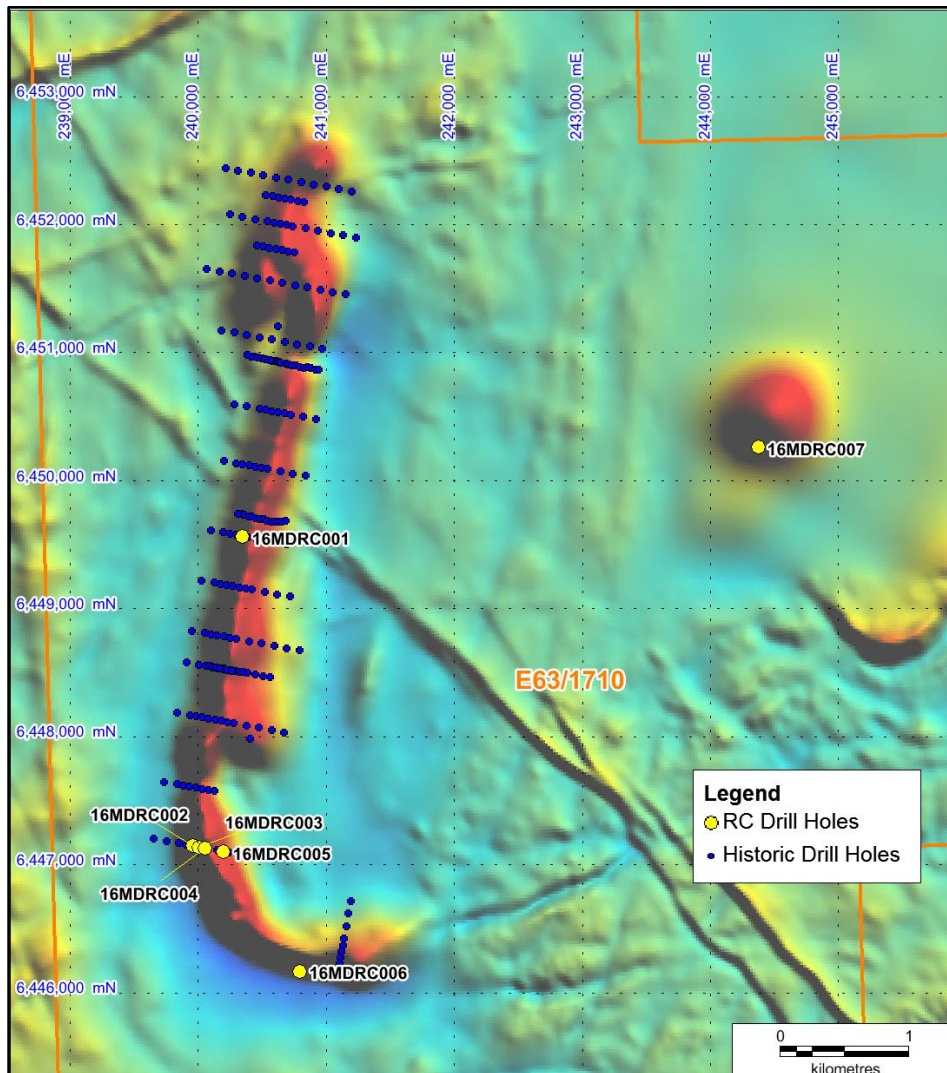 239,000 mE
240,000 mE
241,000 mE
242,000 mE
243,000 mE
244,000 mE
245,000 mE
6,453,000 mN
6,452,000 mN
6,451,000 mN
6,450,000 mN
6,449,000 mN
6,448,000 mN
6,447,000 mN
6,446,000 mN
16MDRC007
16MDRC001
E63/1710
16MDRC002
16MDRC003
16MDRC005
16MDRC004
16MDRC006
Legend
RC Drill Holes
Historic Drill Holes
0 1
kilometres